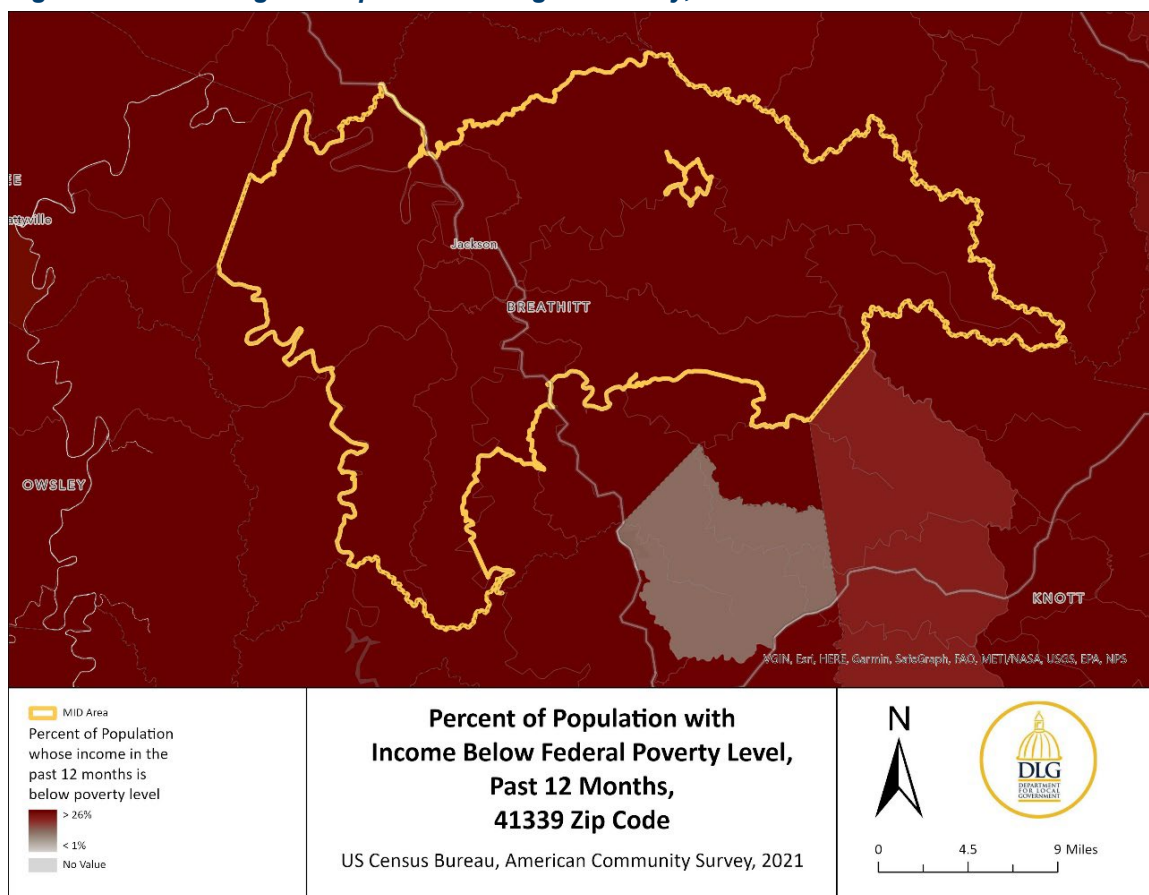 EE
attyville
Jackson
BREATHITT
OWSLEY
KNOTT
VGIN, Esri, HERE, Garmin, SafeGraph, FAO, METI/NASA, USGS, EPA, NPS
MID Area
Percent of Population
whose income in the
past 12 months is
below poverty level
> 26%
< 1%
No Value
Percent of Population with
Income Below Federal Poverty Level,
Past 12 Months,
41339 Zip Code
US Census Bureau, American Community Survey, 2021
N
DLG
DEPARTMENT
FOR LOCAL
GOVERNMENT
0 4.5 9 Miles